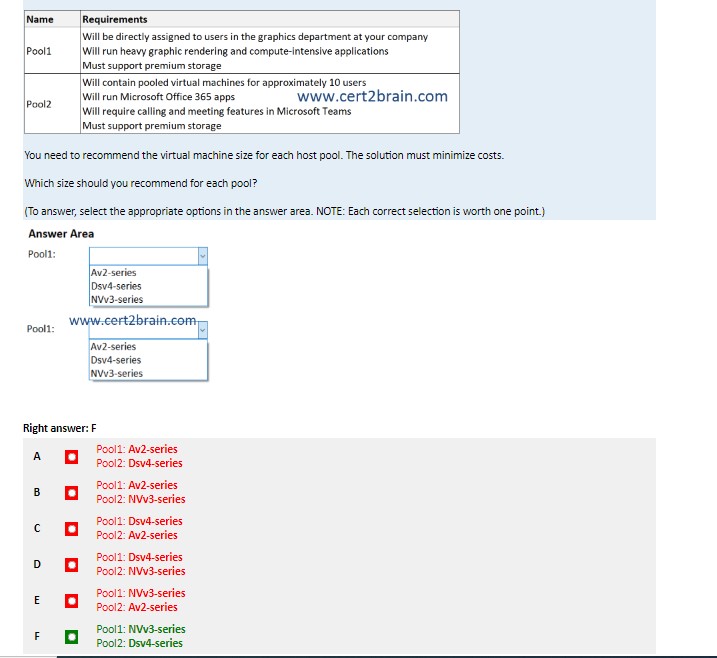 Name Requirements
Pool1
Will be directly assigned to users in the graphics department at your company
Will run heavy graphic rendering and compute-intensive applications
Must support premium storage
Pool2
Will contain pooled virtual machines for approximately 10 users
Will run Microsoft Office 365 apps
www.cert2brain.com
Will require calling and meeting features in Microsoft Teams
Must support premium storage
You need to recommend the virtual machine size for each host pool. The solution must minimize costs.
Which size should you recommend for each pool?
(To answer, select the appropriate options in the answer area. NOTE: Each correct selection is worth one point.)
Answer Area
Pool1:
Av2-series
Dsv4-series
NVv3-series
www.cert2brain.com
Pool1:
Av2-series
Dsv4-series
NVv3-series
Right answer: F
A
Pool1: Av2-series
Pool2: Dsv4-series
B
Pool1: Av2-series
Pool2: NVv3-series
C
Pool1: Dsv4-series
Pool2: Av2-series
D
Pool1: Dsv4-series
Pool2: NVv3-series
E
Pool1: NVv3-series
Pool2: Av2-series
F
Pool1: NVv3-series
Pool2: Dsv4-series